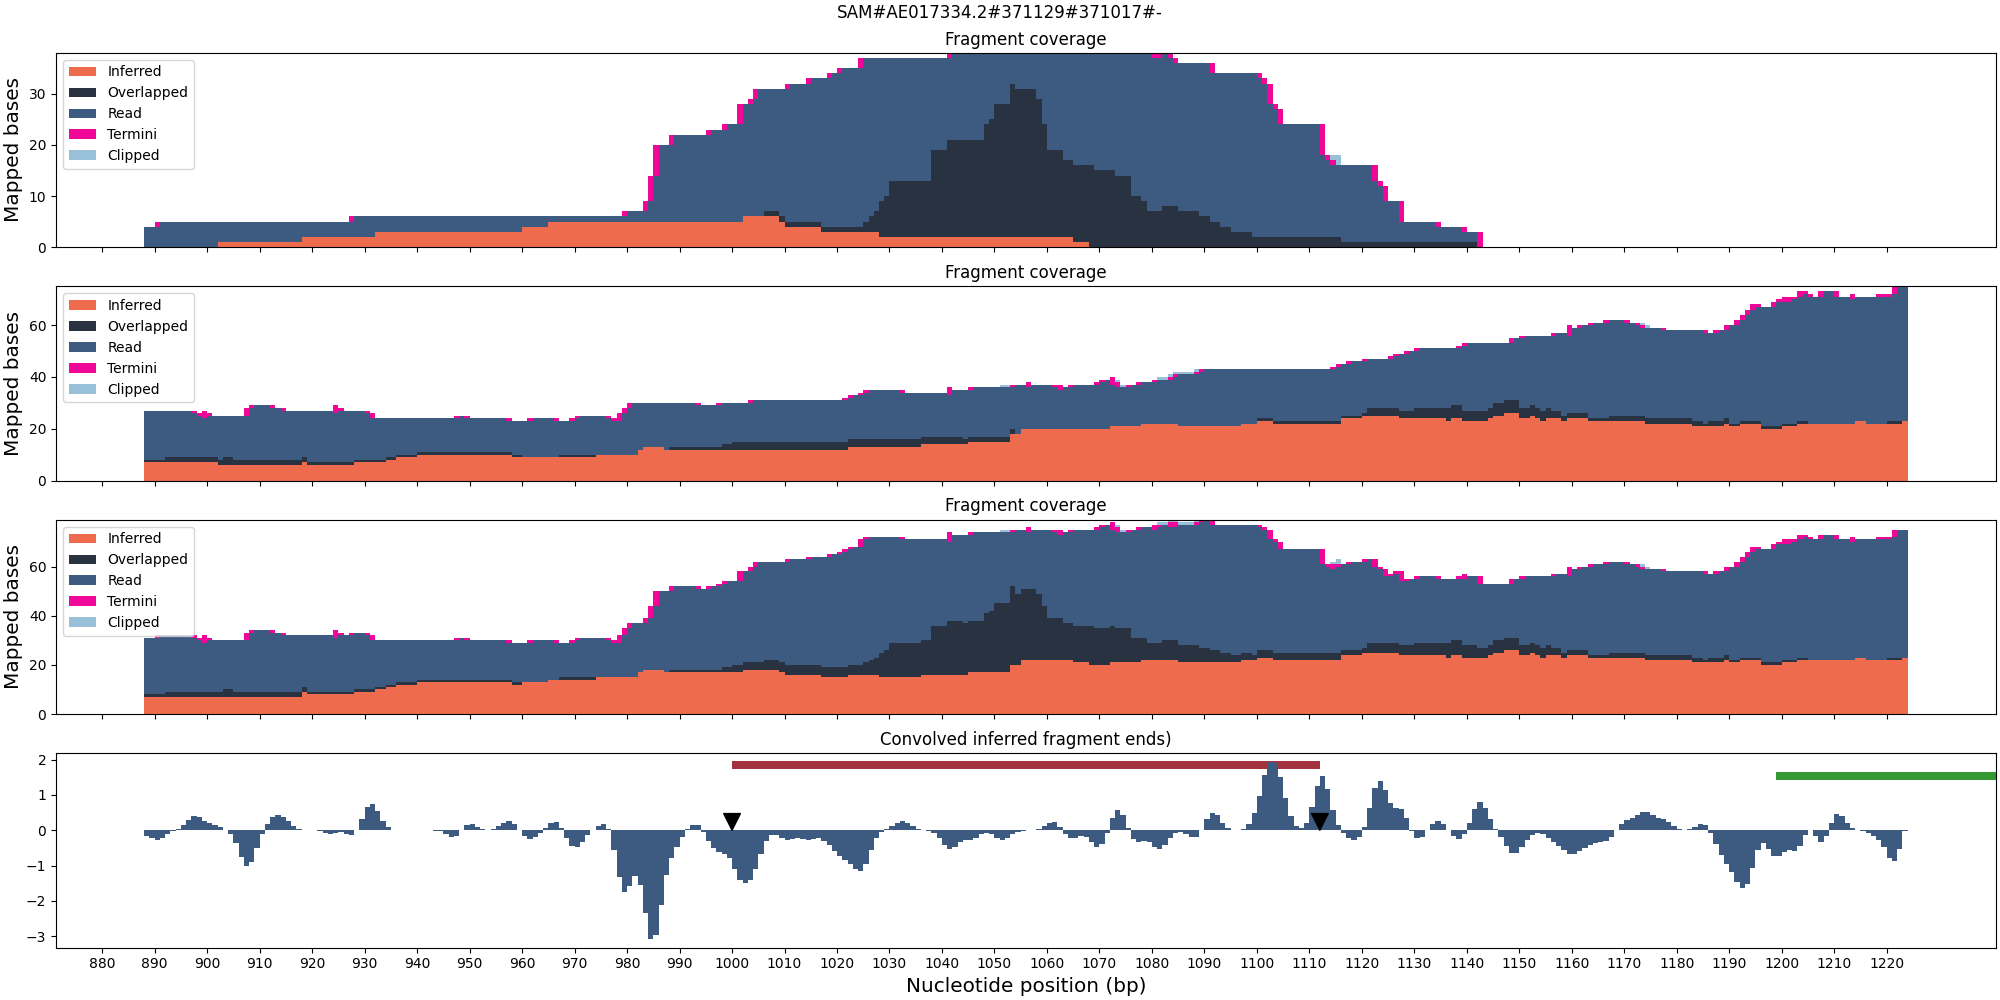 SAM#AE017334.2#371129#371017#-
Fragment coverage
Mapped bases
30
20
10
0
Inferred
Overlapped
Read
Termini
Clipped
Fragment coverage
Mapped bases
60
40
20
0
Inferred
Overlapped
Read
Termini
Clipped
Fragment coverage
Mapped bases
60
40
20
0
Inferred
Overlapped
Read
Termini
Clipped
Convolved inferred fragment ends)
2
1
0
−1
−2
−3
880 890 900 910 920 930 940 950 960 970 980 990 1000 1010 1020 1030 1040 1050 1060 1070 1080 1090 1100 1110 1120 1130 1140 1150 1160 1170 1180 1190 1200 1210 1220
Nucleotide position (bp)